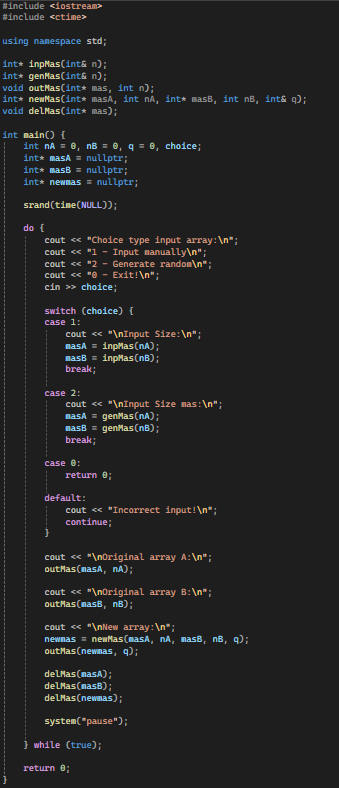 #include <iostream>
#include <ctime>
using namespace std;
int* inpMas(int& n);
int* genMas(int& n);
void outMas(int* mas, int n);
int* newMas(int* masA, int nA, int* masB, int nB, int& q);
void delMas(int* mas);
int main() {
int nA = 0, nB = 0, q = 0, choice;
int* masA = nullptr;
int* masB = nullptr;
int* newmas = nullptr;
srand(time(NULL));
do {
cout << "Choice type input array:\n";
cout << "1 - Input manually\n";
cout << "2 - Generate random\n";
cout << "0 - Exit!\n";
cin >> choice;
switch (choice) {
case 1:
cout << "\nInput Size:\n";
masA = inpMas(nA);
masB = inpMas(nB);
break;
case 2:
cout << "\nInput Size mas:\n";
masA = genMas(nA);
masB = genMas(nB);
break;
case 0:
return 0;
default:
cout << "Incorrect input!\n";
continue;
}
cout << "\nOriginal array A:\n";
outMas(masA, nA);
cout << "\nOriginal array B:\n";
outMas(masB, nB);
cout << "\nNew array:\n";
newmas = newMas(masA, nA, masB, nB, q);
outMas(newmas, q);
delMas(masA);
delMas(masB);
delMas(newmas);
system("pause");
} while (true);
return 0;
}